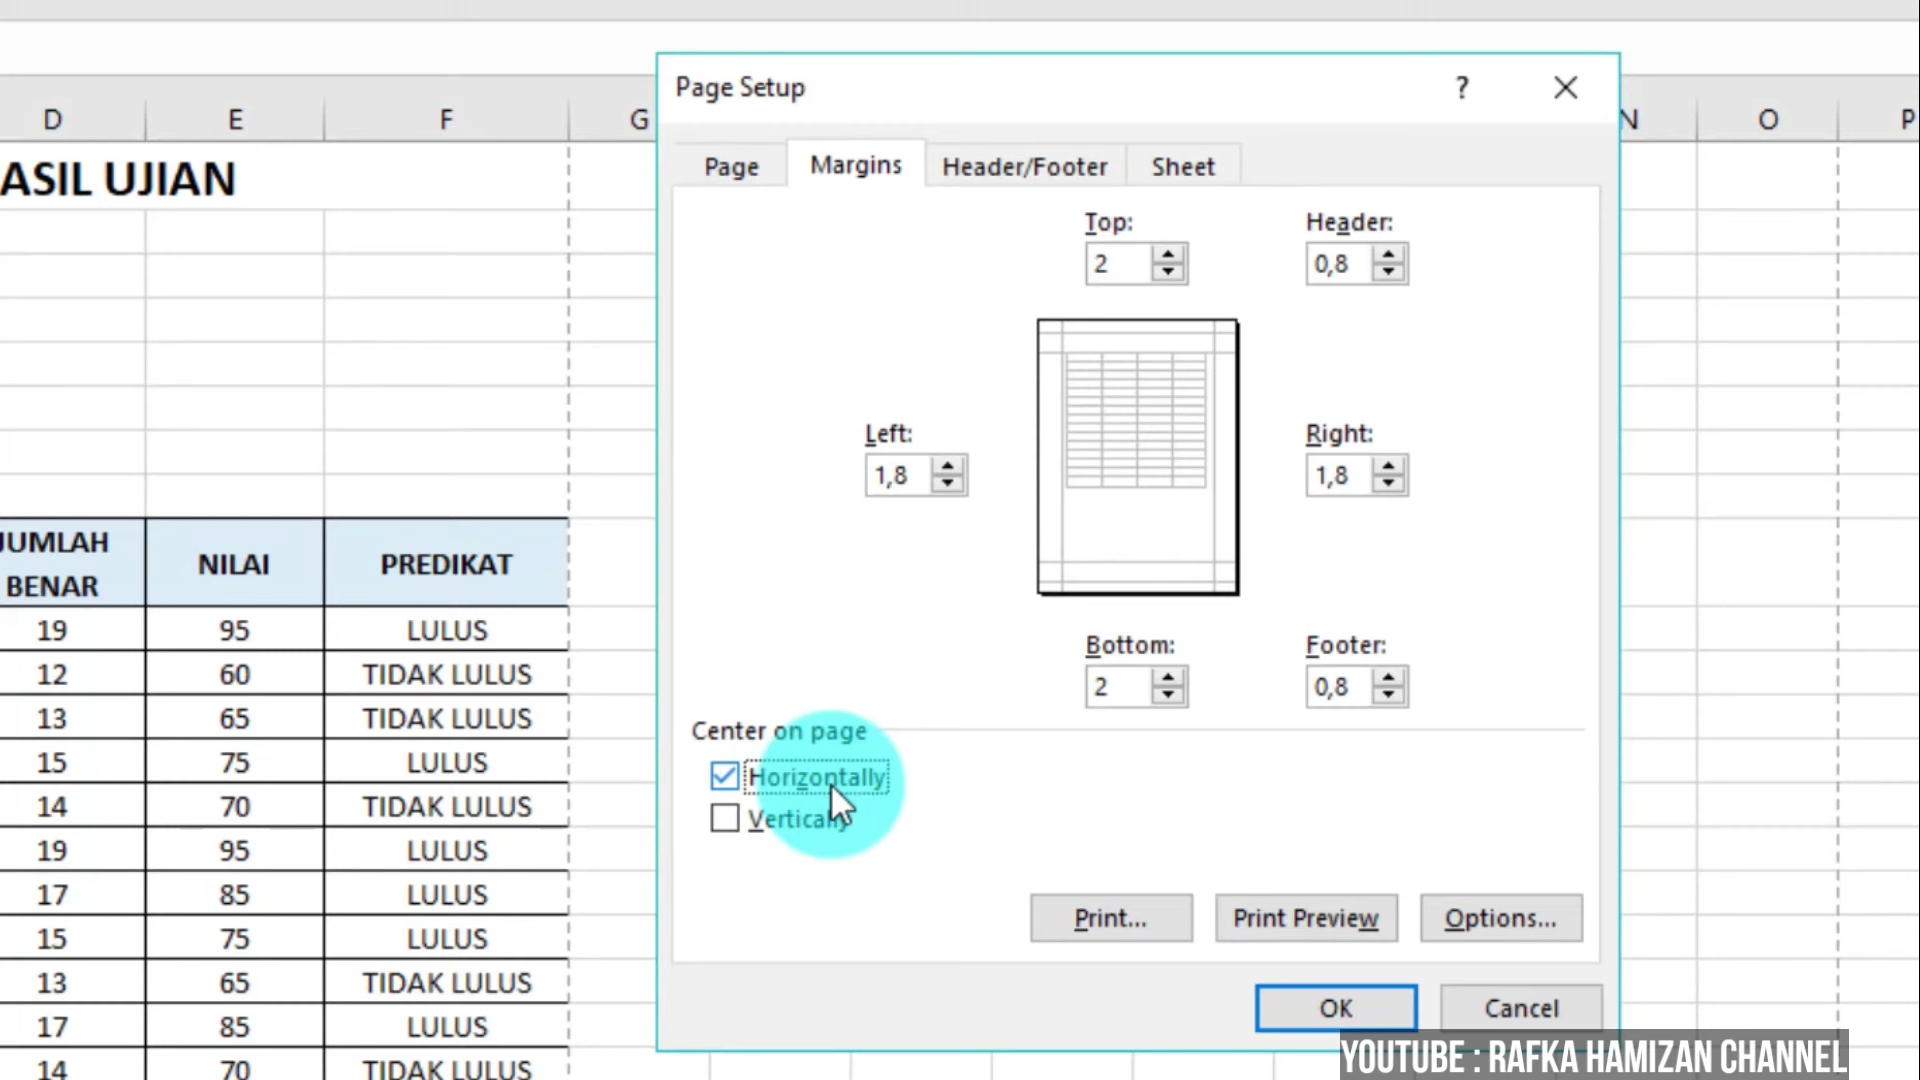 Page Setup ?
D E F G N O P
Page Margins Header/Footer Sheet
ASIL UJIAN
Top: Header:
2 0,8
Left: Right:
1,8 1,8
Bottom: Footer:
2 0,8
Center on page
Horizontally
Vertically
Print... Print Preview Options...
OK Cancel
JUMLAH BENAR NILAI PREDIKAT
19 95 LULUS
12 60 TIDAK LULUS
13 65 TIDAK LULUS
15 75 LULUS
14 70 TIDAK LULUS
19 95 LULUS
17 85 LULUS
15 75 LULUS
13 65 TIDAK LULUS
17 85 LULUS
14 70 TIDAK LULUS
YOUTUBE : RAFKA HAMIZAN CHANNEL